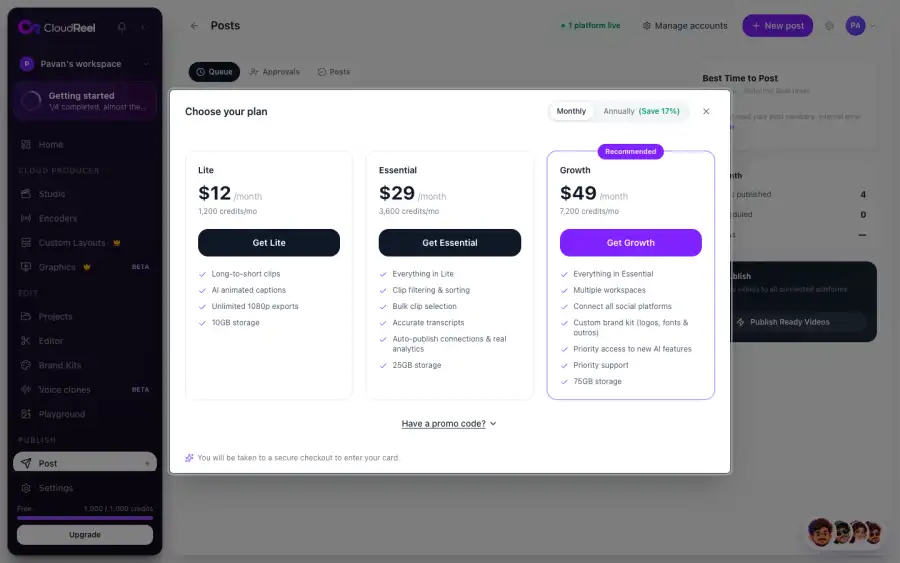 CloudReel
P Pavan's workspace
Getting started
1/4 completed, almost the...
Home
CLOUD PRODUCER
Studio
Encoders
Custom Layouts
Graphics BETA
EDIT
Projects
Editor
Brand Kits
Voice clones BETA
Playground
PUBLISH
Post
Settings
Free 1,000 / 1,000 credits
Upgrade
Posts
1 platform live
Manage accounts
+ New post
PA
Queue
Approvals
Posts
Best Time to Post
internal error
published 4
0
—
Publish Ready Videos
Choose your plan
Monthly
Annually (Save 17%)
Lite
$12 /month
1,200 credits/mo
Get Lite
Long-to-short clips
AI animated captions
Unlimited 1080p exports
10GB storage
Essential
$29 /month
3,600 credits/mo
Get Essential
Everything in Lite
Clip filtering & sorting
Bulk clip selection
Accurate transcripts
Auto-publish connections & real
analytics
25GB storage
Recommended
Growth
$49 /month
7,200 credits/mo
Get Growth
Everything in Essential
Multiple workspaces
Connect all social platforms
Custom brand kit (logos, fonts &
outros)
Priority access to new AI features
Priority support
75GB storage
Have a promo code?
You will be taken to a secure checkout to enter your card.